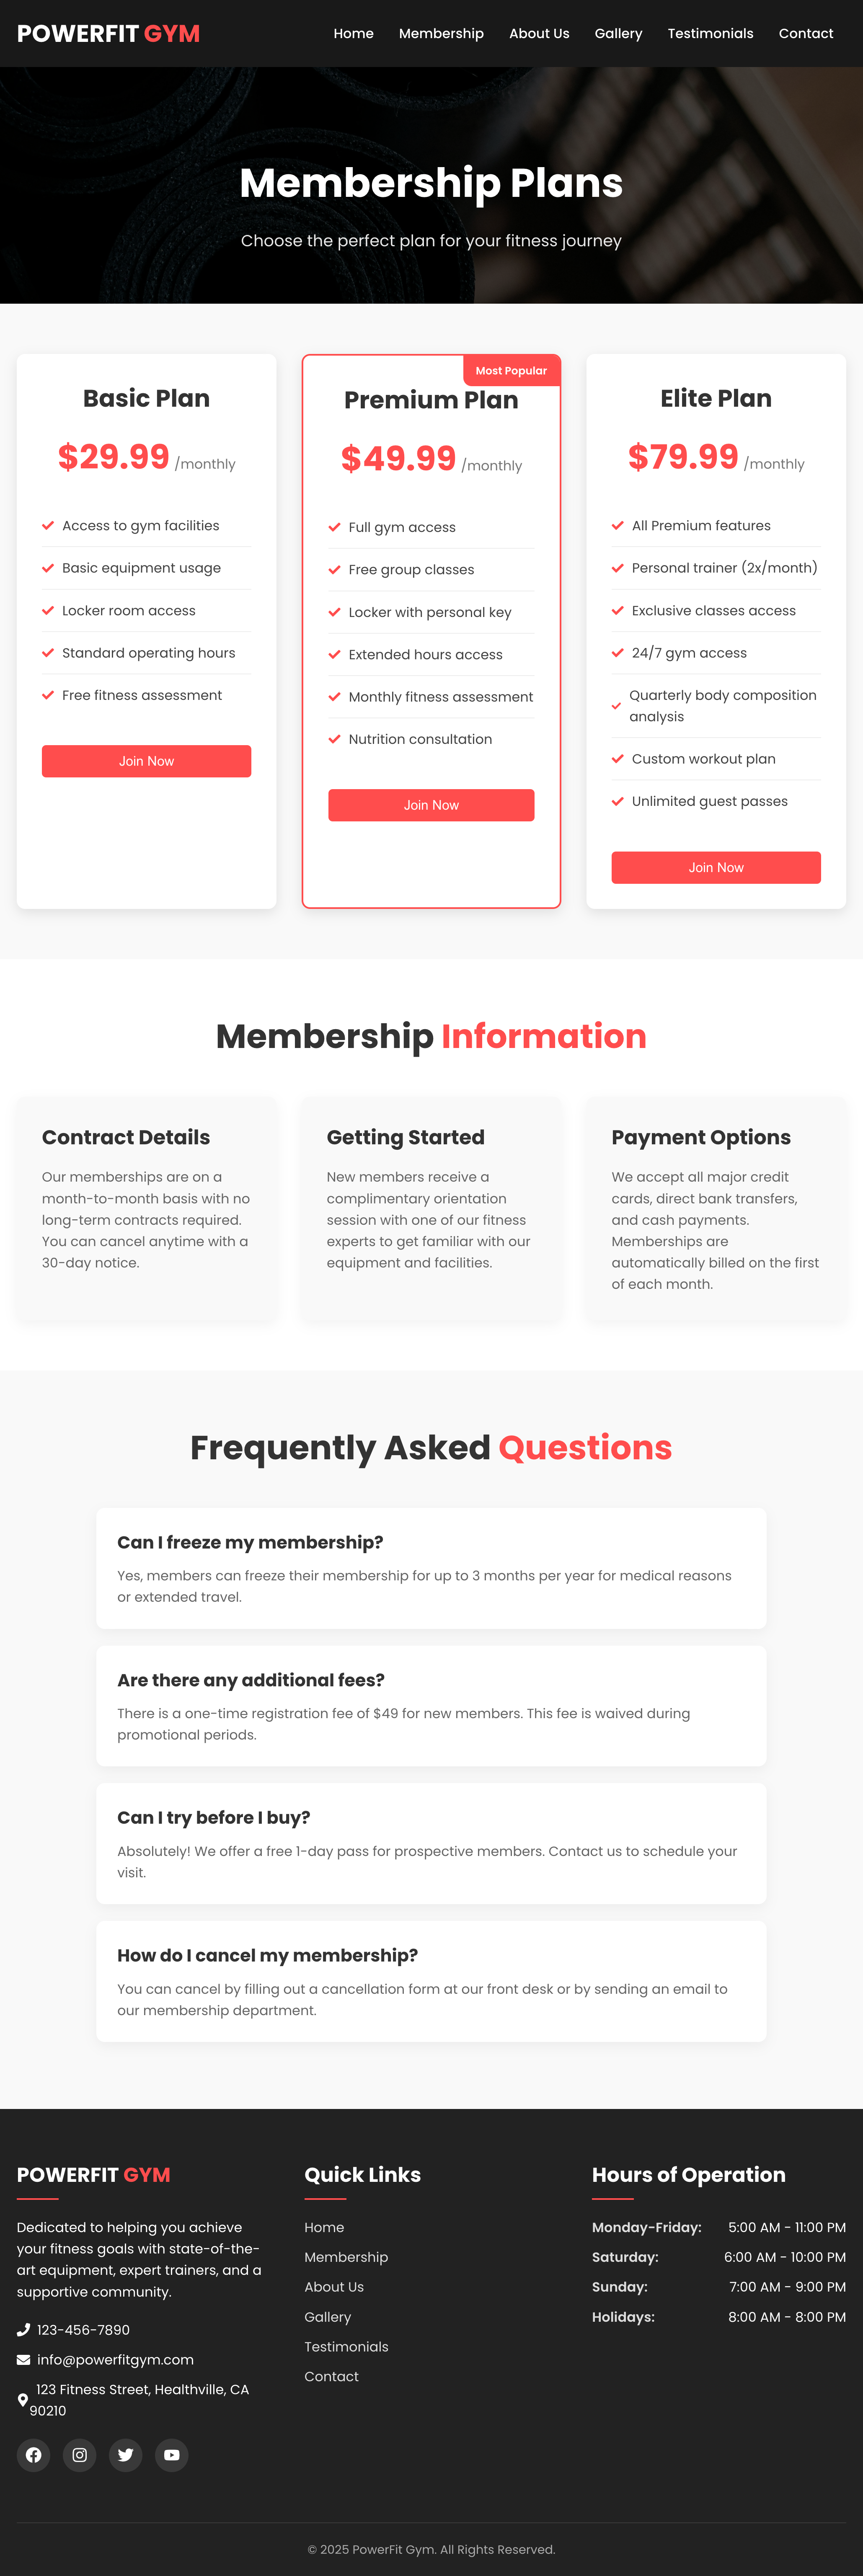 POWERFIT GYM
Home Membership About Us Gallery Testimonials Contact
Membership Plans
Choose the perfect plan for your fitness journey
Basic Plan
$29.99 /monthly
Access to gym facilities
Basic equipment usage
Locker room access
Standard operating hours
Free fitness assessment
Join Now
Most Popular
Premium Plan
$49.99 /monthly
Full gym access
Free group classes
Locker with personal key
Extended hours access
Monthly fitness assessment
Nutrition consultation
Join Now
Elite Plan
$79.99 /monthly
All Premium features
Personal trainer (2x/month)
Exclusive classes access
24/7 gym access
Quarterly body composition
analysis
Custom workout plan
Unlimited guest passes
Join Now
Membership Information
Contract Details
Our memberships are on a
month-to-month basis with no
long-term contracts required.
You can cancel anytime with a
30-day notice.
Getting Started
New members receive a
complimentary orientation
session with one of our fitness
experts to get familiar with our
equipment and facilities.
Payment Options
We accept all major credit
cards, direct bank transfers,
and cash payments.
Memberships are
automatically billed on the first
of each month.
Frequently Asked Questions
Can I freeze my membership?
Yes, members can freeze their membership for up to 3 months per year for medical reasons
or extended travel.
Are there any additional fees?
There is a one-time registration fee of $49 for new members. This fee is waived during
promotional periods.
Can I try before I buy?
Absolutely! We offer a free 1-day pass for prospective members. Contact us to schedule your
visit.
How do I cancel my membership?
You can cancel by filling out a cancellation form at our front desk or by sending an email to
our membership department.
POWERFIT GYM
Dedicated to helping you achieve
your fitness goals with state-of-the-
art equipment, expert trainers, and a
supportive community.
123-456-7890
info@powerfitgym.com
123 Fitness Street, Healthville, CA
90210
Quick Links
Home
Membership
About Us
Gallery
Testimonials
Contact
Hours of Operation
Monday-Friday: 5:00 AM - 11:00 PM
Saturday: 6:00 AM - 10:00 PM
Sunday: 7:00 AM - 9:00 PM
Holidays: 8:00 AM - 8:00 PM
© 2025 PowerFit Gym. All Rights Reserved.